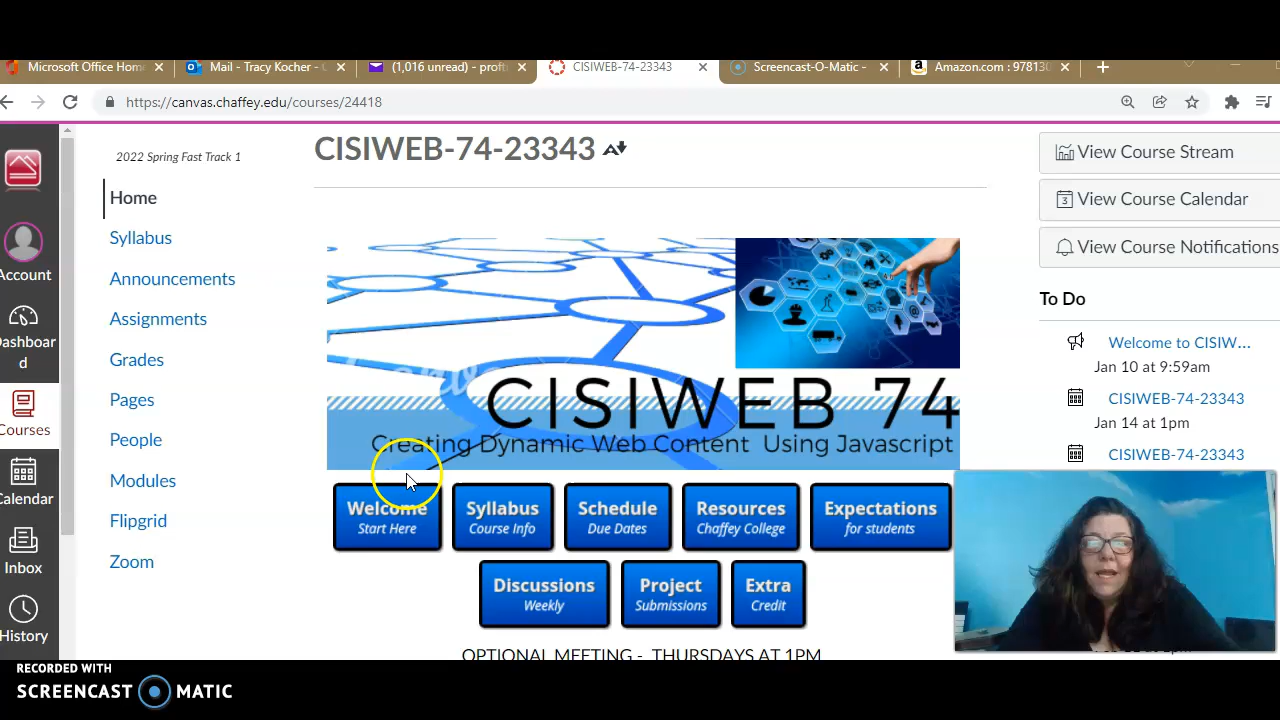 Microsoft Office Hom
Mail - Tracy Kocher -
(1,016 unread) - proft
CISIWEB-74-23343
Screencast-O-Matic -
Amazon.com : 97813
https://canvas.chaffey.edu/courses/24418
CISIWEB-74-23343
2022 Spring Fast Track 1
Home
Syllabus
Announcements
Assignments
Grades
Pages
People
Modules
Flipgrid
Zoom
Account
Dashboar
d
Courses
Calendar
Inbox
History
CISIWEB 74
Creating Dynamic Web Content Using Javascript
Welcome
Start Here
Syllabus
Course Info
Schedule
Due Dates
Resources
Chaffey College
Expectations
for students
Discussions
Weekly
Project
Submissions
Extra
Credit
OPTIONAL MEETING - THURSDAYS AT 1PM
View Course Stream
3
View Course Calendar
View Course Notifications
To Do
Welcome to CISIW...
Jan 10 at 9:59am
CISIWEB-74-23343
Jan 14 at 1pm
CISIWEB-74-23343
RECORDED WITH
SCREENCAST MATIC